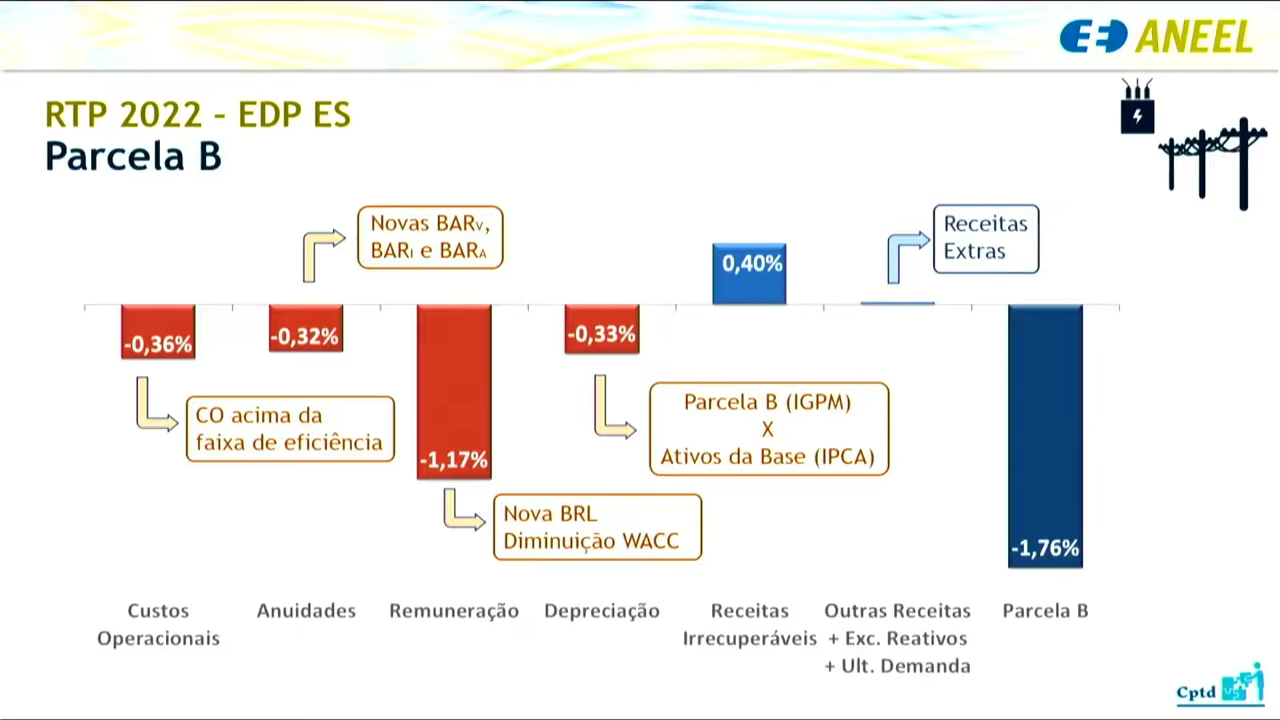 ANEEL
RTP 2022 - EDP ES
Parcela B
Novas BARV,
BARI e BARA
Receitas
Extras
0,40%
-0,36%
-0,32%
-0,33%
CO acima da
faixa de eficiência
Parcela B (IGPM)
X
Ativos da Base (IPCA)
-1,17%
Nova BRL
Diminuição WACC
-1,76%
Custos
Operacionais
Anuidades
Remuneração
Depreciação
Receitas
Irrecuperáveis
Outras Receitas
+ Exc. Reativos
+ Ult. Demanda
Parcela B
Cptd